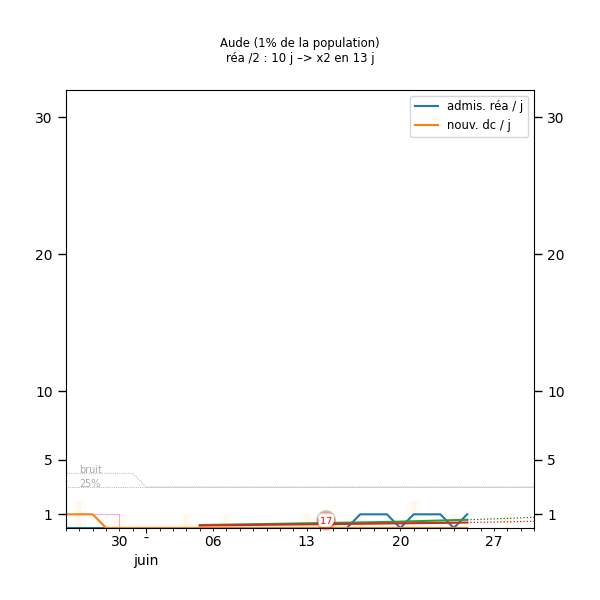 Aude (1% de la population)
réa /2 : 10 j –> x2 en 13 j
admis. réa / j
nouv. dc / j
30 30
20 20
10 10
5 5
bruit
25%
1 1
17
30 - 06 13 20 27
juin